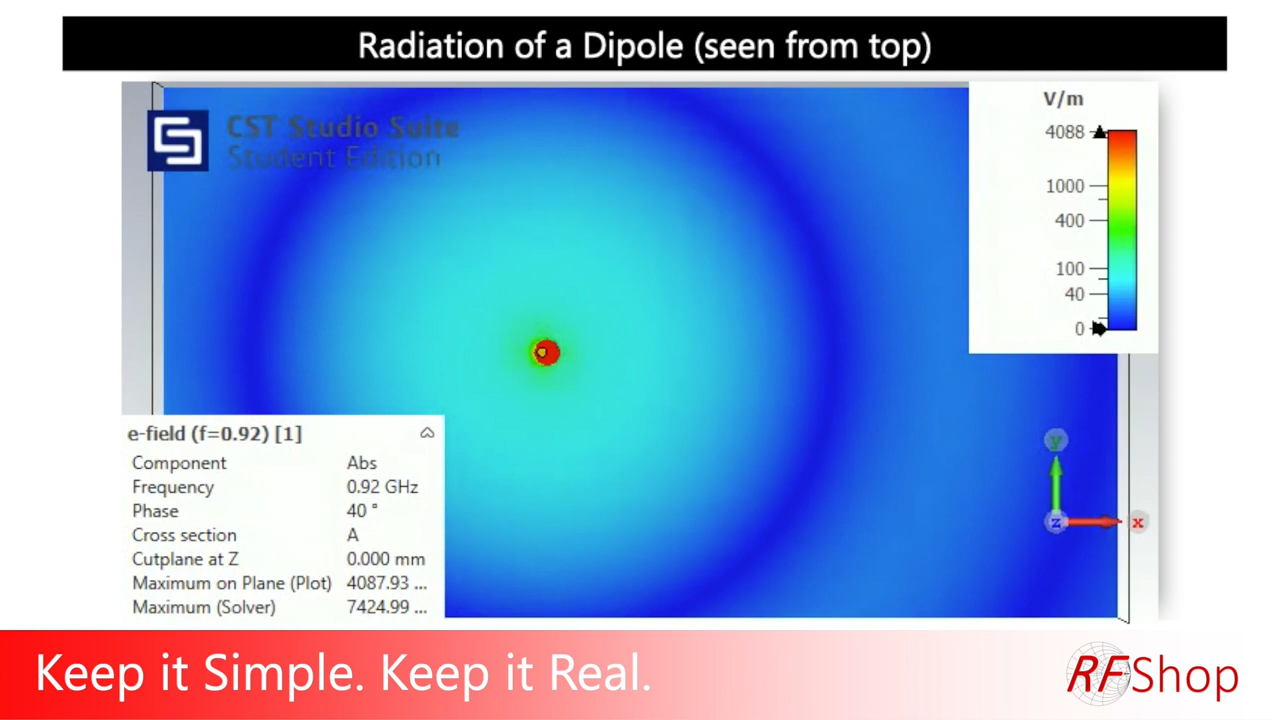 Radiation of a Dipole (seen from top)
CST Studio Suite
Student Edition
V/m
4088
1000
400
100
40
0
e-field (f=0.92) [1]
Component Abs
Frequency 0.92 GHz
Phase 40 °
Cross section A
Cutplane at Z 0.000 mm
Maximum on Plane (Plot) 4087.93 ...
Maximum (Solver) 7424.99 ...
y
z x
Keep it Simple. Keep it Real.
RFShop